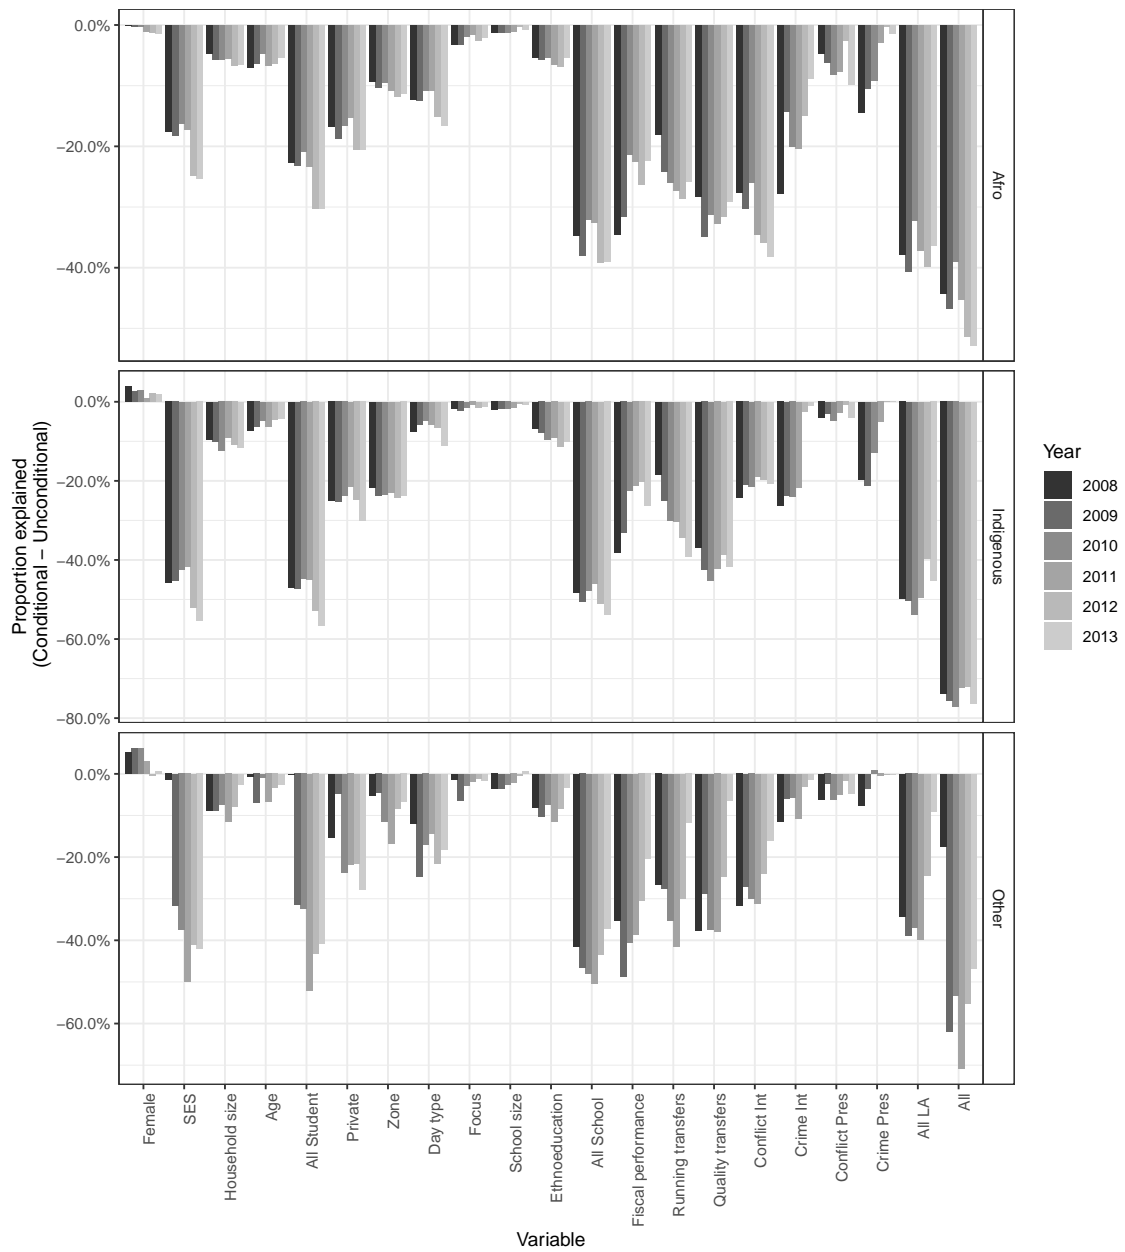 0.0%
−20.0%
−40.0%
Afro
0.0%
−20.0%
−40.0%
−60.0%
−80.0%
Indigenous
0.0%
−20.0%
−40.0%
−60.0%
Other
Proportion explained
(Conditional − Unconditional)
Female
SES
Household size
Age
All Student
Private
Zone
Day type
Focus
School size
Ethnoeducation
All School
Fiscal performance
Running transfers
Quality transfers
Conflict Int
Crime Int
Conflict Pres
Crime Pres
All LA
All
Variable
Year
2008
2009
2010
2011
2012
2013